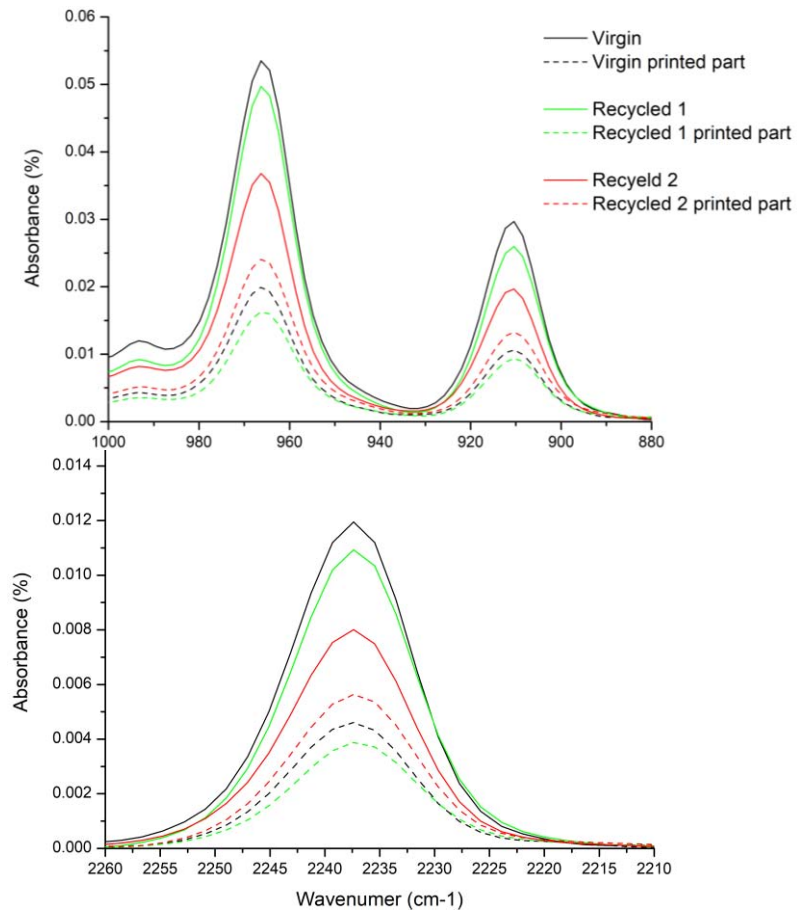 0.06
0.05
0.04
0.03
0.02
0.01
0.00
Absorbance (%)
Virgin
Virgin printed part
Recycled 1
Recycled 1 printed part
Recyeld 2
Recycled 2 printed part
1000 980 960 940 920 900 880
0.014
0.012
0.010
0.008
0.006
0.004
0.002
0.000
Absorbance (%)
2260 2255 2250 2245 2240 2235 2230 2225 2220 2215 2210
Wavenumer (cm-1)